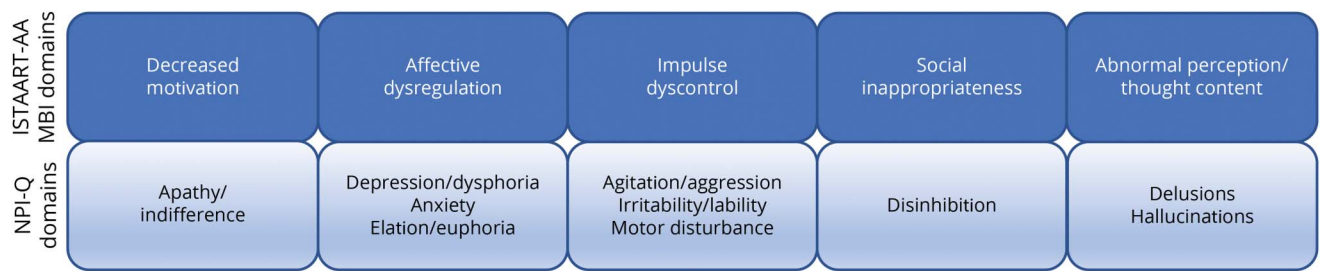 ISTAART-AA
MBI domains
Decreased
motivation
Affective
dysregulation
Impulse
dyscontrol
Social
inappropriateness
Abnormal perception/
thought content
NPI-Q
domains
Apathy/
indifference
Depression/dysphoria
Anxiety
Elation/euphoria
Agitation/aggression
Irritability/lability
Motor disturbance
Disinhibition
Delusions
Hallucinations